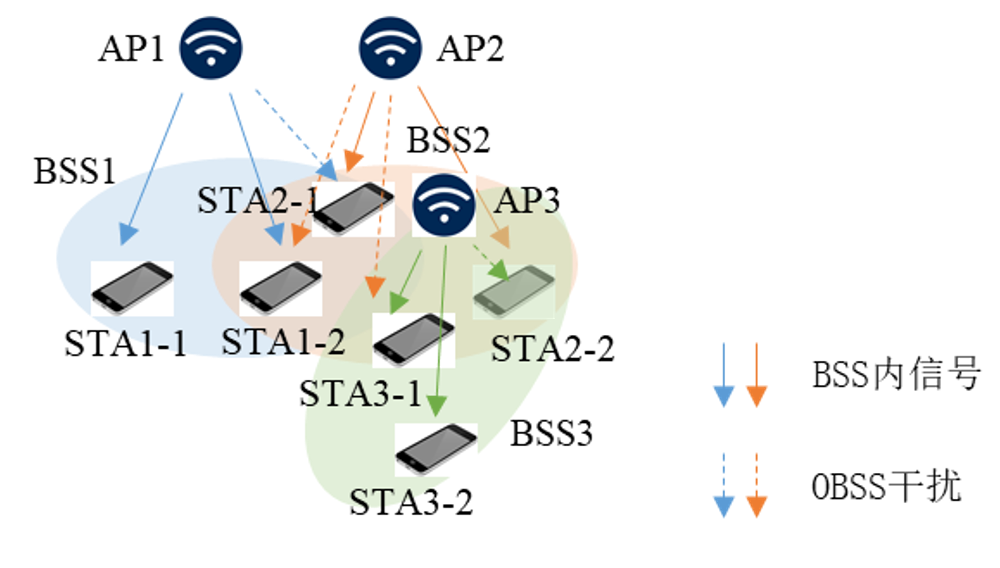 AP1
AP2
BSS1
BSS2
STA2-1
AP3
STA1-1
STA1-2
STA2-2
STA3-1
BSS3
STA3-2
BSS内信号
OBSS干扰